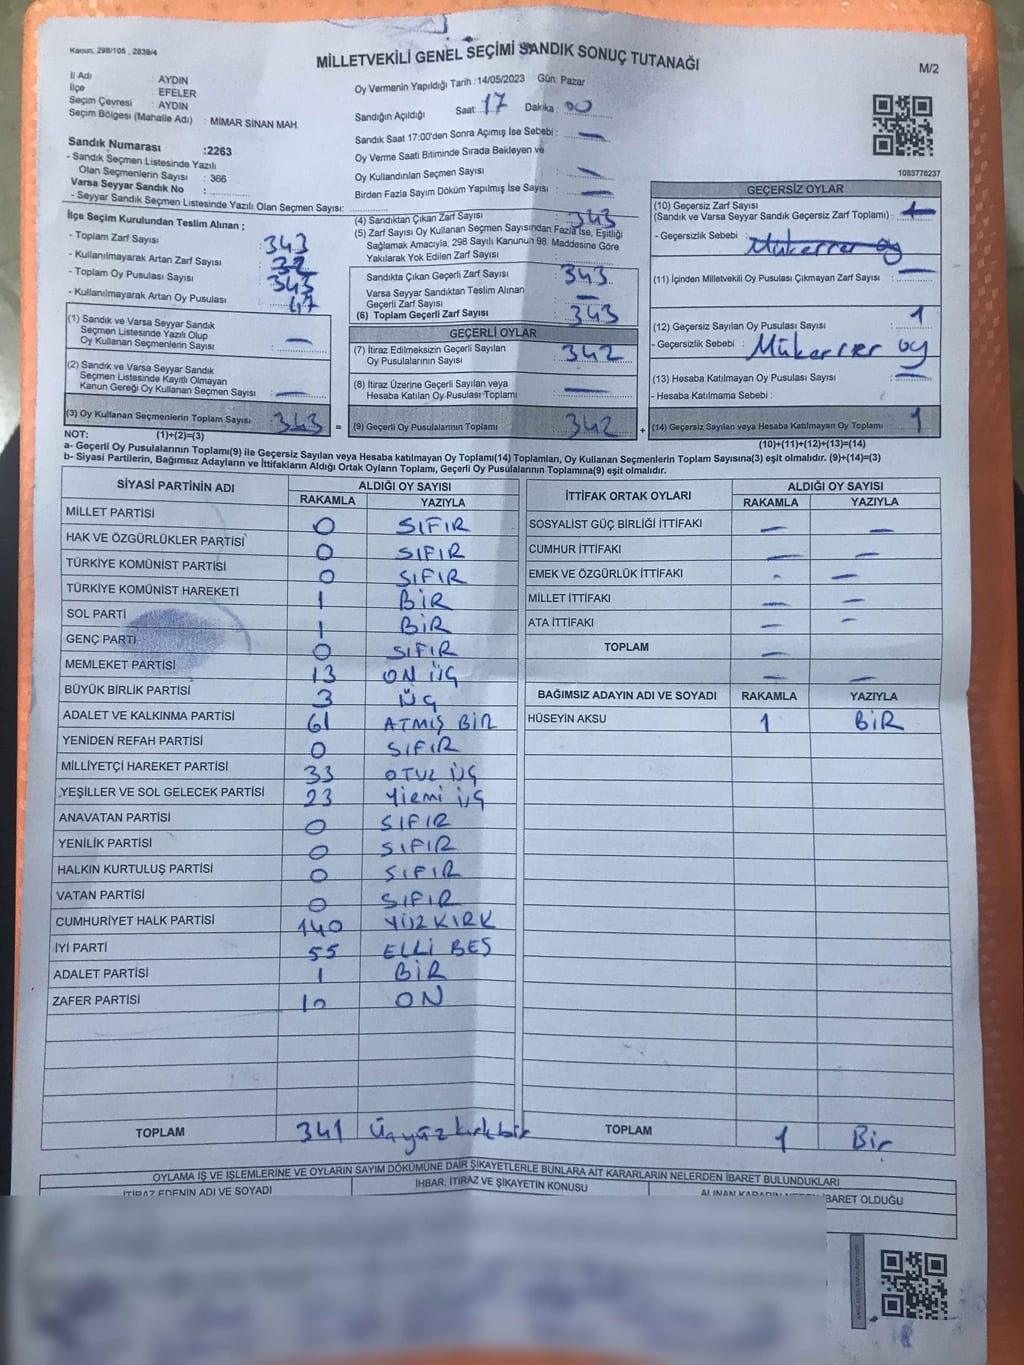 Kanun: 298/105 , 2839/4
MİLLETVEKİLİ GENEL SEÇİMİ SANDIK SONUÇ TUTANAĞI
M/2
İl Adı : AYDIN
İlçe : EFELER
Seçim Çevresi : AYDIN
Seçim Bölgesi (Mahalle Adı) : MİMAR SİNAN MAH.
Sandık Numarası :2263
- Sandık Seçmen Listesinde Yazılı
Olan Seçmenlerin Sayısı : 366
Varsa Seyyar Sandık No :
- Seyyar Sandık Seçmen Listesinde Yazılı Olan Seçmen Sayısı:
Oy Vermenin Yapıldığı Tarih : 14/05/2023 Gün: Pazar
Sandığın Açıldığı Saat: 17 Dakika : 00
Sandık Saat 17:00'den Sonra Açılmış İse Sebebi : —
Oy Verme Saati Bitiminde Sırada Bekleyen ve
Oy Kullandırılan Seçmen Sayısı —
Birden Fazla Sayım Döküm Yapılmış İse Sayısı —
1083778237
İlçe Seçim Kurulundan Teslim Alınan ;
- Toplam Zarf Sayısı : 343
- Kullanılmayarak Artan Zarf Sayısı : 32
- Toplam Oy Pusulası Sayısı : 343
- Kullanılmayarak Artan Oy Pusulası : 47
(1) Sandık ve Varsa Seyyar Sandık
Seçmen Listesinde Yazılı Olup
Oy Kullanan Seçmenlerin Sayısı —
(2) Sandık ve Varsa Seyyar Sandık
Seçmen Listesinde Kayıtlı Olmayan
Kanun Gereği Oy Kullanan Seçmen Sayısı —
(3) Oy Kullanan Seçmenlerin Toplam Sayısı 343 =
(4) Sandıktan Çıkan Zarf Sayısı 343
(5) Zarf Sayısı Oy Kullanan Seçmen Sayısından Fazla İse, Eşitliği
Sağlamak Amacıyla, 298 Sayılı Kanunun 98. Maddesine Göre
Yakılarak Yok Edilen Zarf Sayısı
Sandıkta Çıkan Geçerli Zarf Sayısı 343
Varsa Seyyar Sandıktan Teslim Alınan
Geçerli Zarf Sayısı —
(6) Toplam Geçerli Zarf Sayısı 343
GEÇERLİ OYLAR
(7) İtiraz Edilmeksizin Geçerli Sayılan
Oy Pusulalarının Sayısı 342
(8) İtiraz Üzerine Geçerli Sayılan veya
Hesaba Katılan Oy Pusulası Toplamı —
(9) Geçerli Oy Pusulalarının Toplamı 342 +
GEÇERSİZ OYLAR
(10) Geçersiz Zarf Sayısı
(Sandık ve Varsa Seyyar Sandık Geçersiz Zarf Toplamı) : 1
- Geçersizlik Sebebi : Mükerrer oy
(11) İçinden Milletvekili Oy Pusulası Çıkmayan Zarf Sayısı : —
(12) Geçersiz Sayılan Oy Pusulası Sayısı 1
- Geçersizlik Sebebi : Mükerrer oy
(13) Hesaba Katılmayan Oy Pusulası Sayısı —
- Hesaba Katılmama Sebebi :
(14) Geçersiz Sayılan veya Hesaba Katılmayan Oy Toplamı 1
NOT: (1)+(2)=(3)
(10)+(11)+(12)+(13)=(14)
a- Geçerli Oy Pusulalarının Toplamı(9) ile Geçersiz Sayılan veya Hesaba katılmayan Oy Toplamı(14) Toplamları, Oy Kullanan Seçmenlerin Toplam Sayısına(3) eşit olmalıdır. (9)+(14)=(3)
b- Siyasi Partilerin, Bağımsız Adayların ve İttifakların Aldığı Ortak Oyların Toplamı, Geçerli Oy Pusulalarının Toplamına(9) eşit olmalıdır.
SİYASİ PARTİNİN ADI ALDIĞI OY SAYISI
RAKAMLA YAZIYLA
MİLLET PARTİSİ 0 SIFIR
HAK VE ÖZGÜRLÜKLER PARTİSİ 0 SIFIR
TÜRKİYE KOMÜNİST PARTİSİ 0 SIFIR
TÜRKİYE KOMÜNİST HAREKETİ 1 BİR
SOL PARTİ 1 BİR
GENÇ PARTİ 0 SIFIR
MEMLEKET PARTİSİ 13 ON ÜÇ
BÜYÜK BİRLİK PARTİSİ 3 ÜÇ
ADALET VE KALKINMA PARTİSİ 61 ATMIŞ BİR
YENİDEN REFAH PARTİSİ 0 SIFIR
MİLLİYETÇİ HAREKET PARTİSİ 33 OTUZ ÜÇ
YEŞİLLER VE SOL GELECEK PARTİSİ 23 YİRMİ ÜÇ
ANAVATAN PARTİSİ 0 SIFIR
YENİLİK PARTİSİ 0 SIFIR
HALKIN KURTULUŞ PARTİSİ 0 SIFIR
VATAN PARTİSİ 0 SIFIR
CUMHURİYET HALK PARTİSİ 140 YÜZ KIRK
İYİ PARTİ 55 ELLİ BEŞ
ADALET PARTİSİ 1 BİR
ZAFER PARTİSİ 10 ON
TOPLAM 341 Üçyüzkırkbir
İTTİFAK ORTAK OYLARI ALDIĞI OY SAYISI
RAKAMLA YAZIYLA
SOSYALİST GÜÇ BİRLİĞİ İTTİFAKI — —
CUMHUR İTTİFAKI — —
EMEK VE ÖZGÜRLÜK İTTİFAKI - —
MİLLET İTTİFAKI — —
ATA İTTİFAKI — —
TOPLAM —
— —
BAĞIMSIZ ADAYIN ADI VE SOYADI RAKAMLA YAZIYLA
HÜSEYİN AKSU 1 BİR
TOPLAM 1 Bir
OYLAMA İŞ VE İŞLEMLERİNE VE OYLARIN SAYIM DÖKÜMÜNE DAİR ŞİKAYETLERLE BUNLARA AİT KARARLARIN NELERDEN İBARET BULUNDUKLARI
İTİRAZ EDENİN ADI VE SOYADI
İHBAR, İTİRAZ VE ŞİKAYETİN KONUSU
ALINAN KARARIN İBARET OLDUĞU